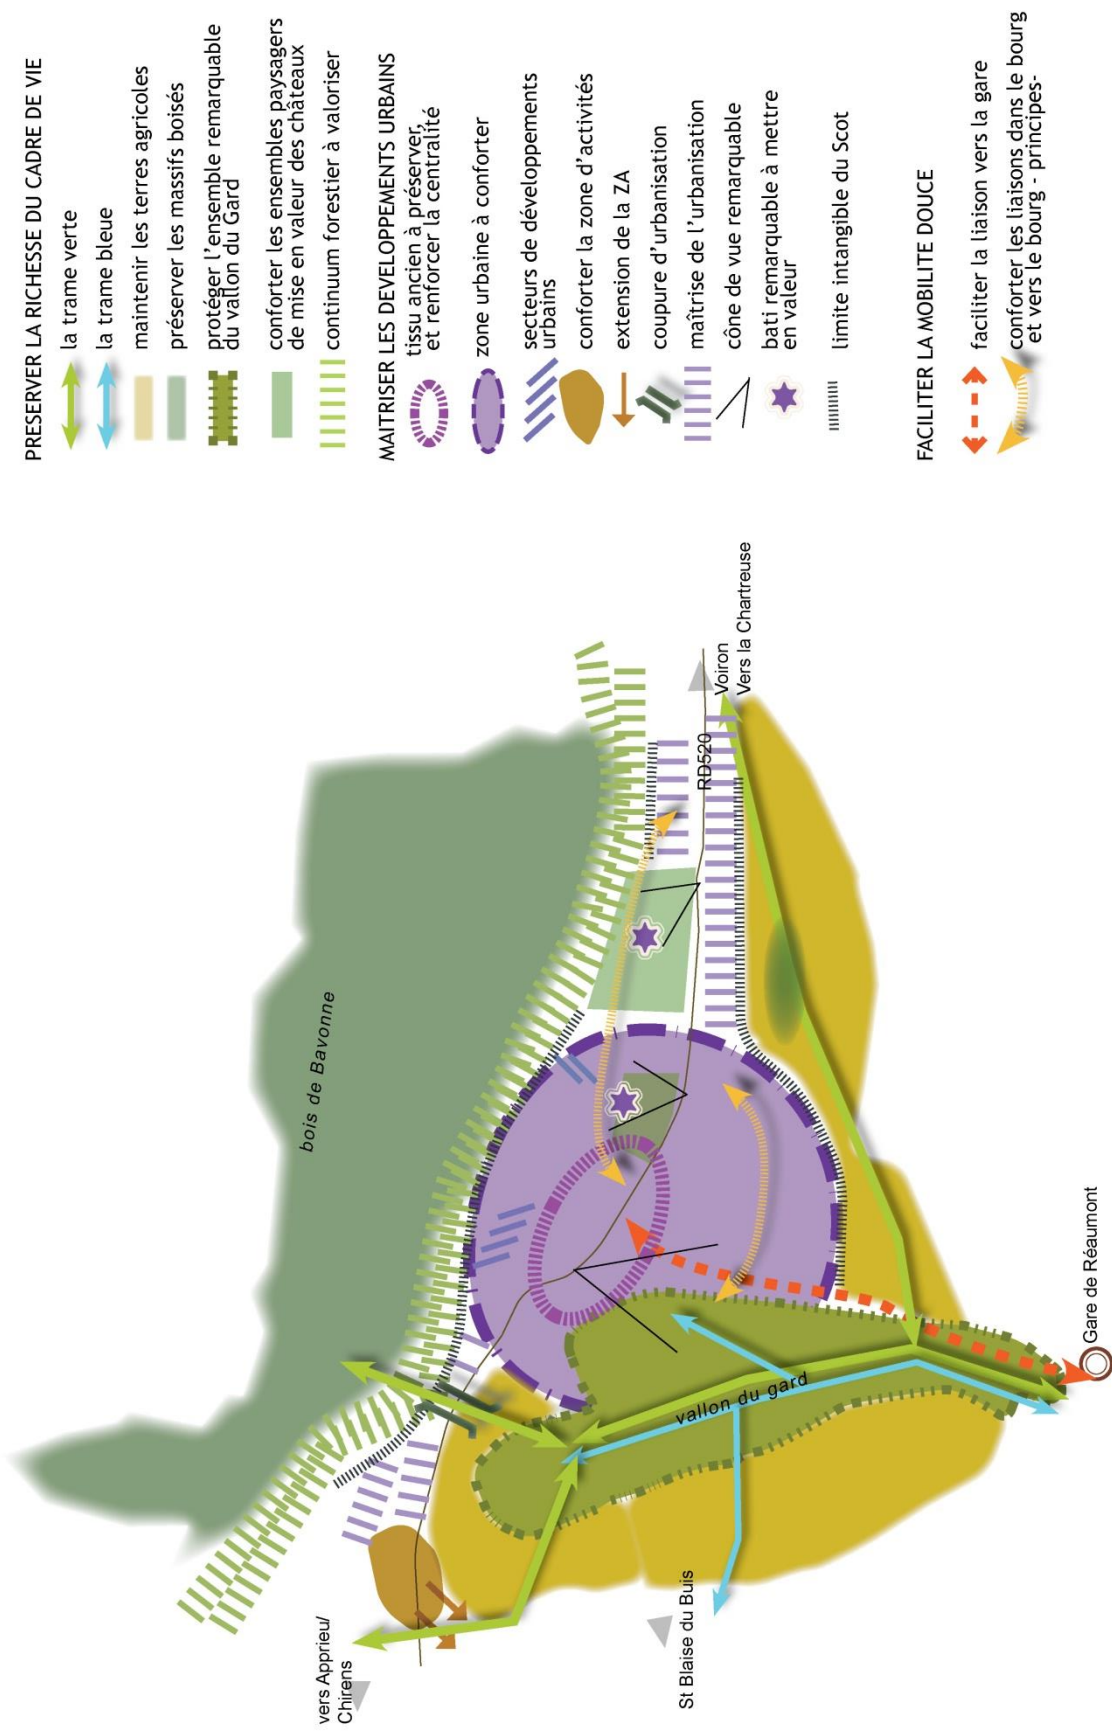 PRESERVER LA RICHESSE DU CADRE DE VIE
la trame verte
la trame bleue
maintenir les terres agricoles
préserver les massifs boisés
protéger l'ensemble remarquable
du vallon du Gard
conforter les ensembles paysagers
de mise en valeur des châteaux
continuum forestier à valoriser
MAITRISER LES DEVELOPPEMENTS URBAINS
tissu ancien à préserver,
et renforcer la centralité
zone urbaine à conforter
secteurs de développements
urbains
conforter la zone d'activités
extension de la ZA
coupure d'urbanisation
maîtrise de l'urbanisation
cône de vue remarquable
bati remarquable à mettre
en valeur
limite intangible du Scot
FACILITER LA MOBILITE DOUCE
faciliter la liaison vers la gare
conforter les liaisons dans le bourg
et vers le bourg - principes-
bois de Bavonne
vers Apprieu/
Chirens
RD520
Voiron
Vers la Chartreuse
St Blaise du Buis
vallon du gard
Gare de Réaumont